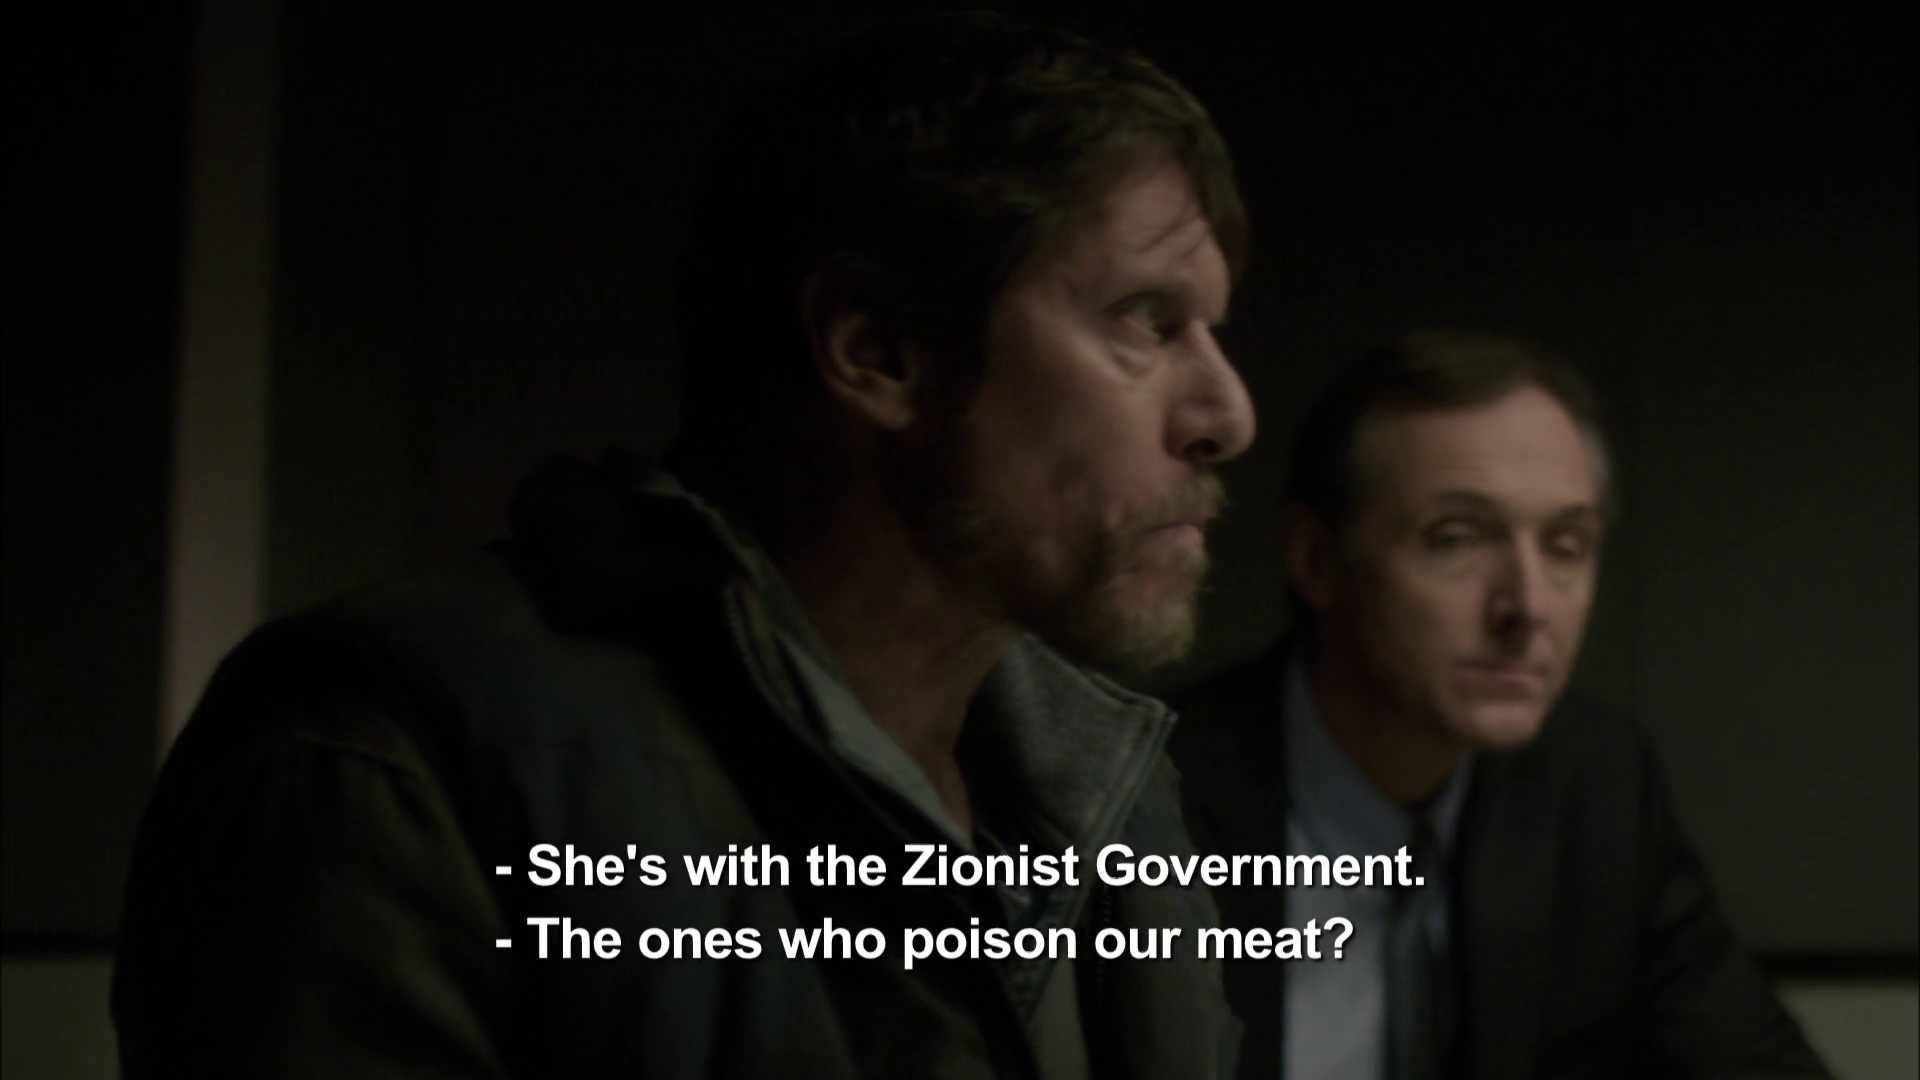 - She's with the Zionist Government.
- The ones who poison our meat?